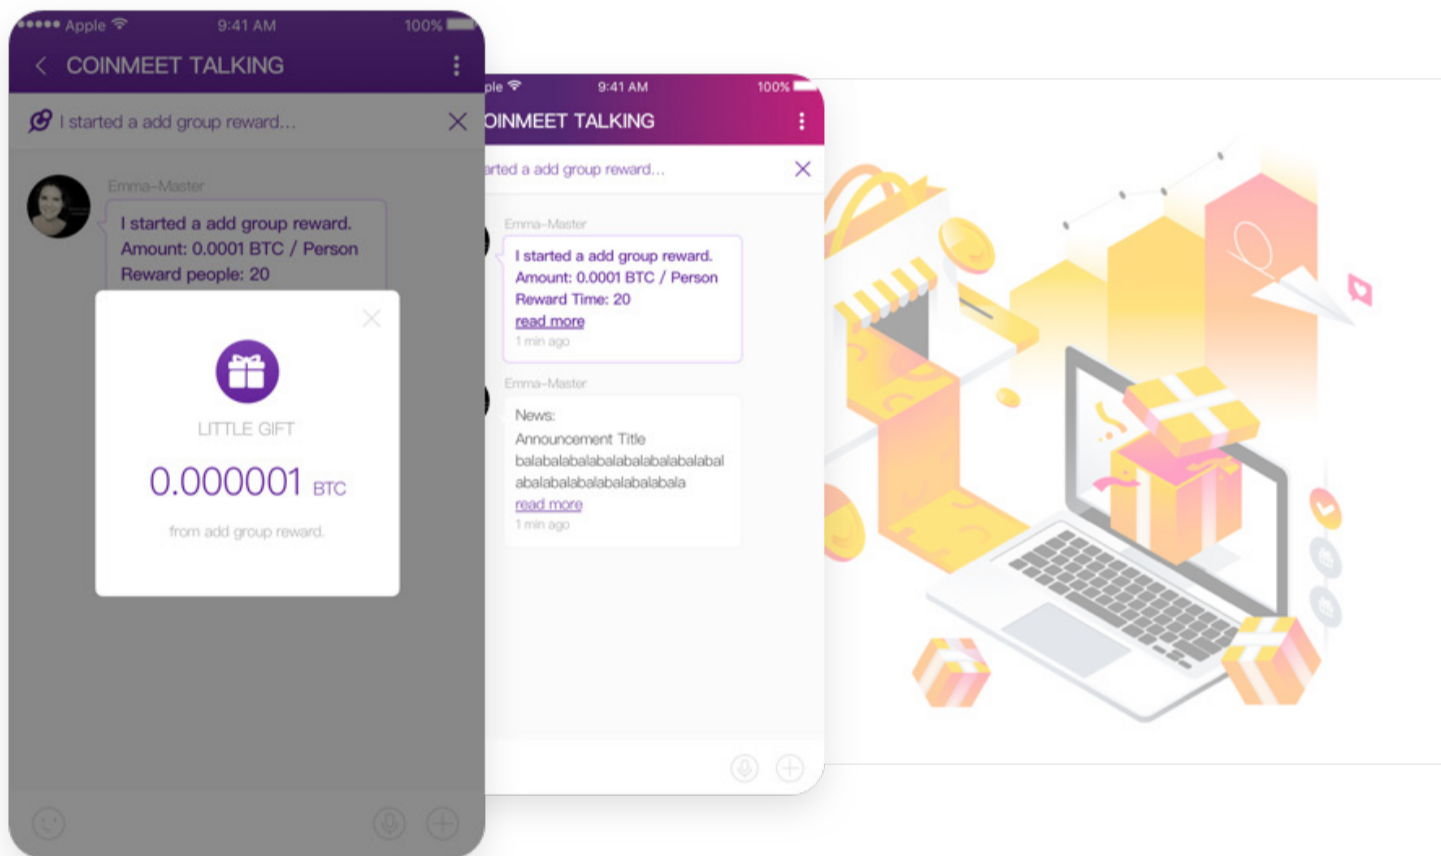 Apple 9:41 AM 100%
COINMEET TALKING
I started a add group reward...
Emma-Master
I started a add group reward.
Amount: 0.0001 BTC / Person
Reward people: 20
LITTLE GIFT
0.000001 BTC
from add group reward.
ple 9:41 AM 100%
OINMEET TALKING
arted a add group reward...
Emma-Master
I started a add group reward.
Amount: 0.0001 BTC / Person
Reward Time: 20
read more
1 min ago
Emma-Master
News:
Announcement Title
balabalabalabalabalabalabalabal
abalabalabalabalabalabala
read more
1 min ago